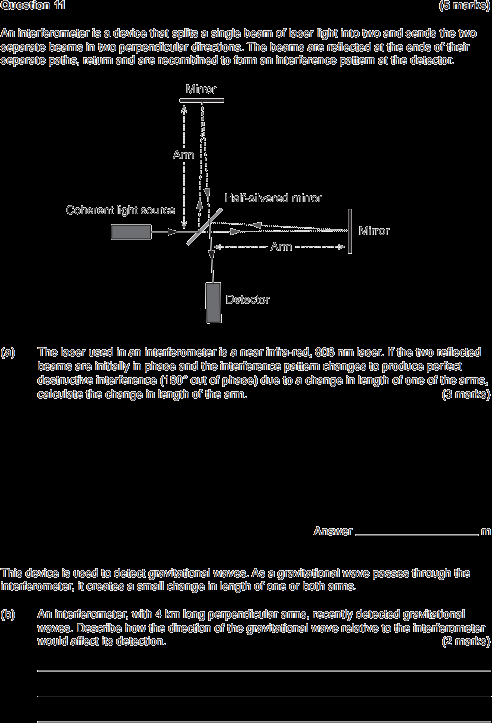 Question 11
(5 marks)
An interferometer is a device that splits a single beam of laser light into two and sends the two
separate beams in two perpendicular directions. The beams are reflected at the ends of their
separate paths, return and are recombined to form an interference pattern at the detector.
Mirror
Arm
Half-silvered mirror
Coherent light source
Mirror
Arm
Detector
(a) The laser used in an interferometer is a near infra-red, 808 nm laser. If the two reflected
beams are initially in phase and the interference pattern changes to produce perfect
destructive interference (180° out of phase) due to a change in length of one of the arms,
calculate the change in length of the arm. (3 marks)
Answer m
This device is used to detect gravitational waves. As a gravitational wave passes through the
interferometer, it creates a small change in length of one or both arms.
(b) An interferometer, with 4 km long perpendicular arms, recently detected gravitational
waves. Describe how the direction of the gravitational wave relative to the interferometer
would affect its detection. (2 marks)